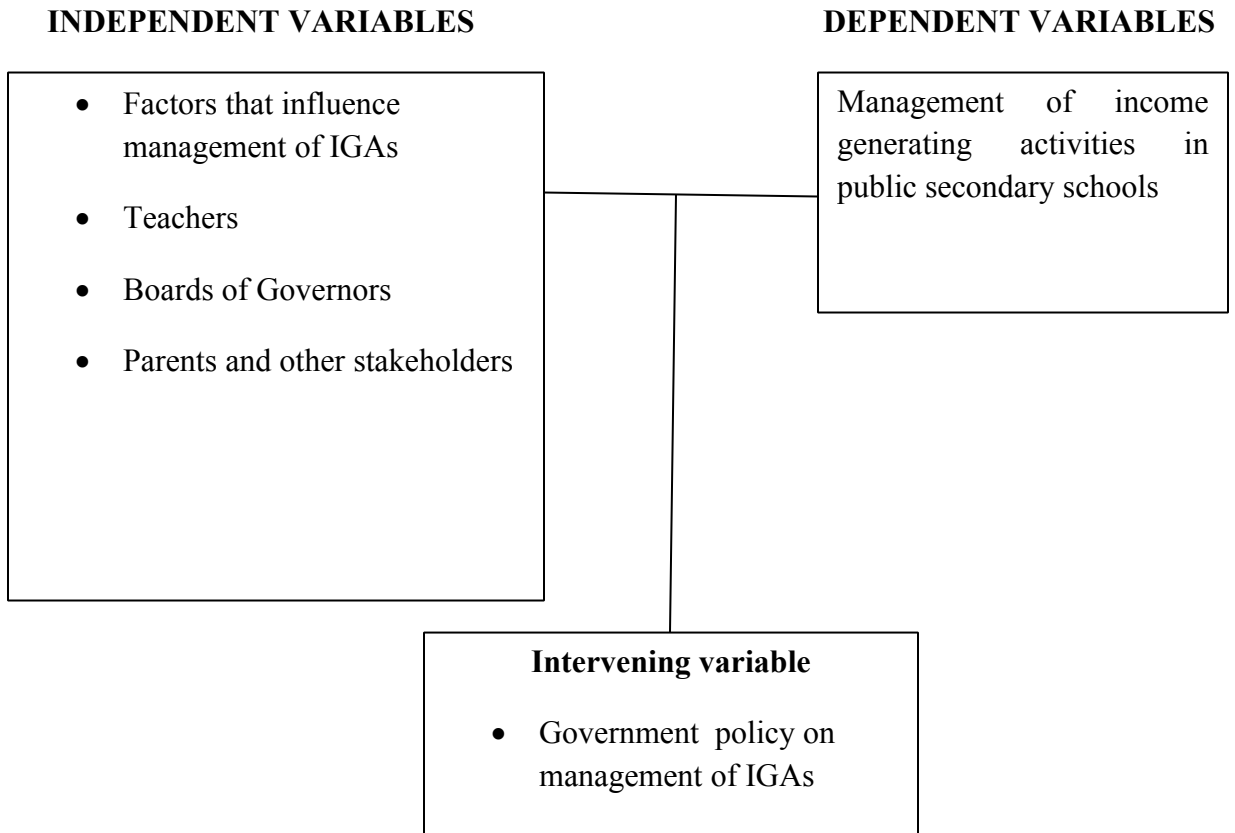 INDEPENDENT VARIABLES
DEPENDENT VARIABLES
• Factors that influence
management of IGAs
• Teachers
• Boards of Governors
• Parents and other stakeholders
Management of income
generating activities in
public secondary schools
Intervening variable
• Government policy on
management of IGAs